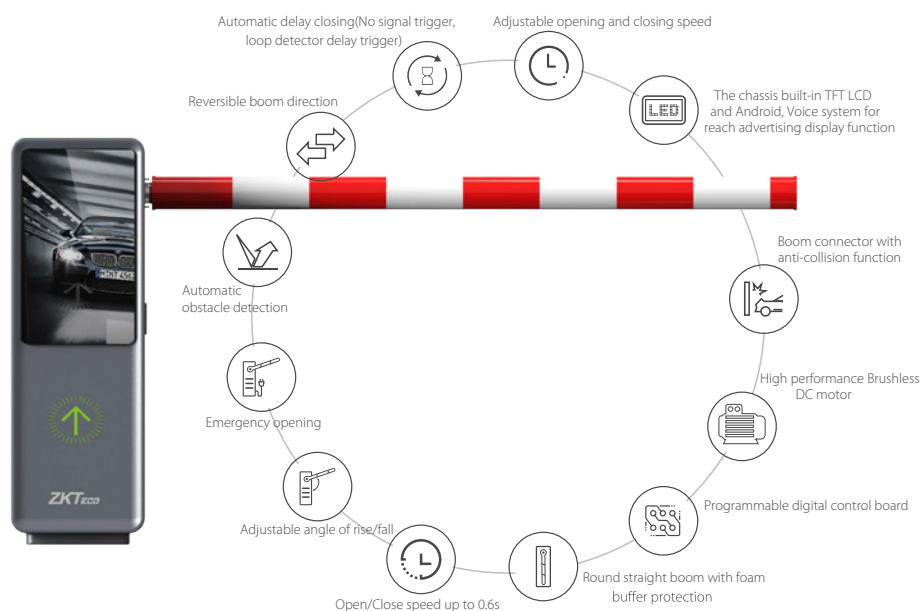 Automatic delay closing(No signal trigger,
loop detector delay trigger)
Adjustable opening and closing speed
Reversible boom direction
LED
The chassis built-in TFT LCD
and Android, Voice system for
reach advertising display function
Boom connector with
anti-collision function
Automatic
obstacle detection
High performance Brushless
DC motor
Emergency opening
ZKTECO
Programmable digital control board
Adjustable angle of rise/fall
Round straight boom with foam
buffer protection
Open/Close speed up to 0.6s